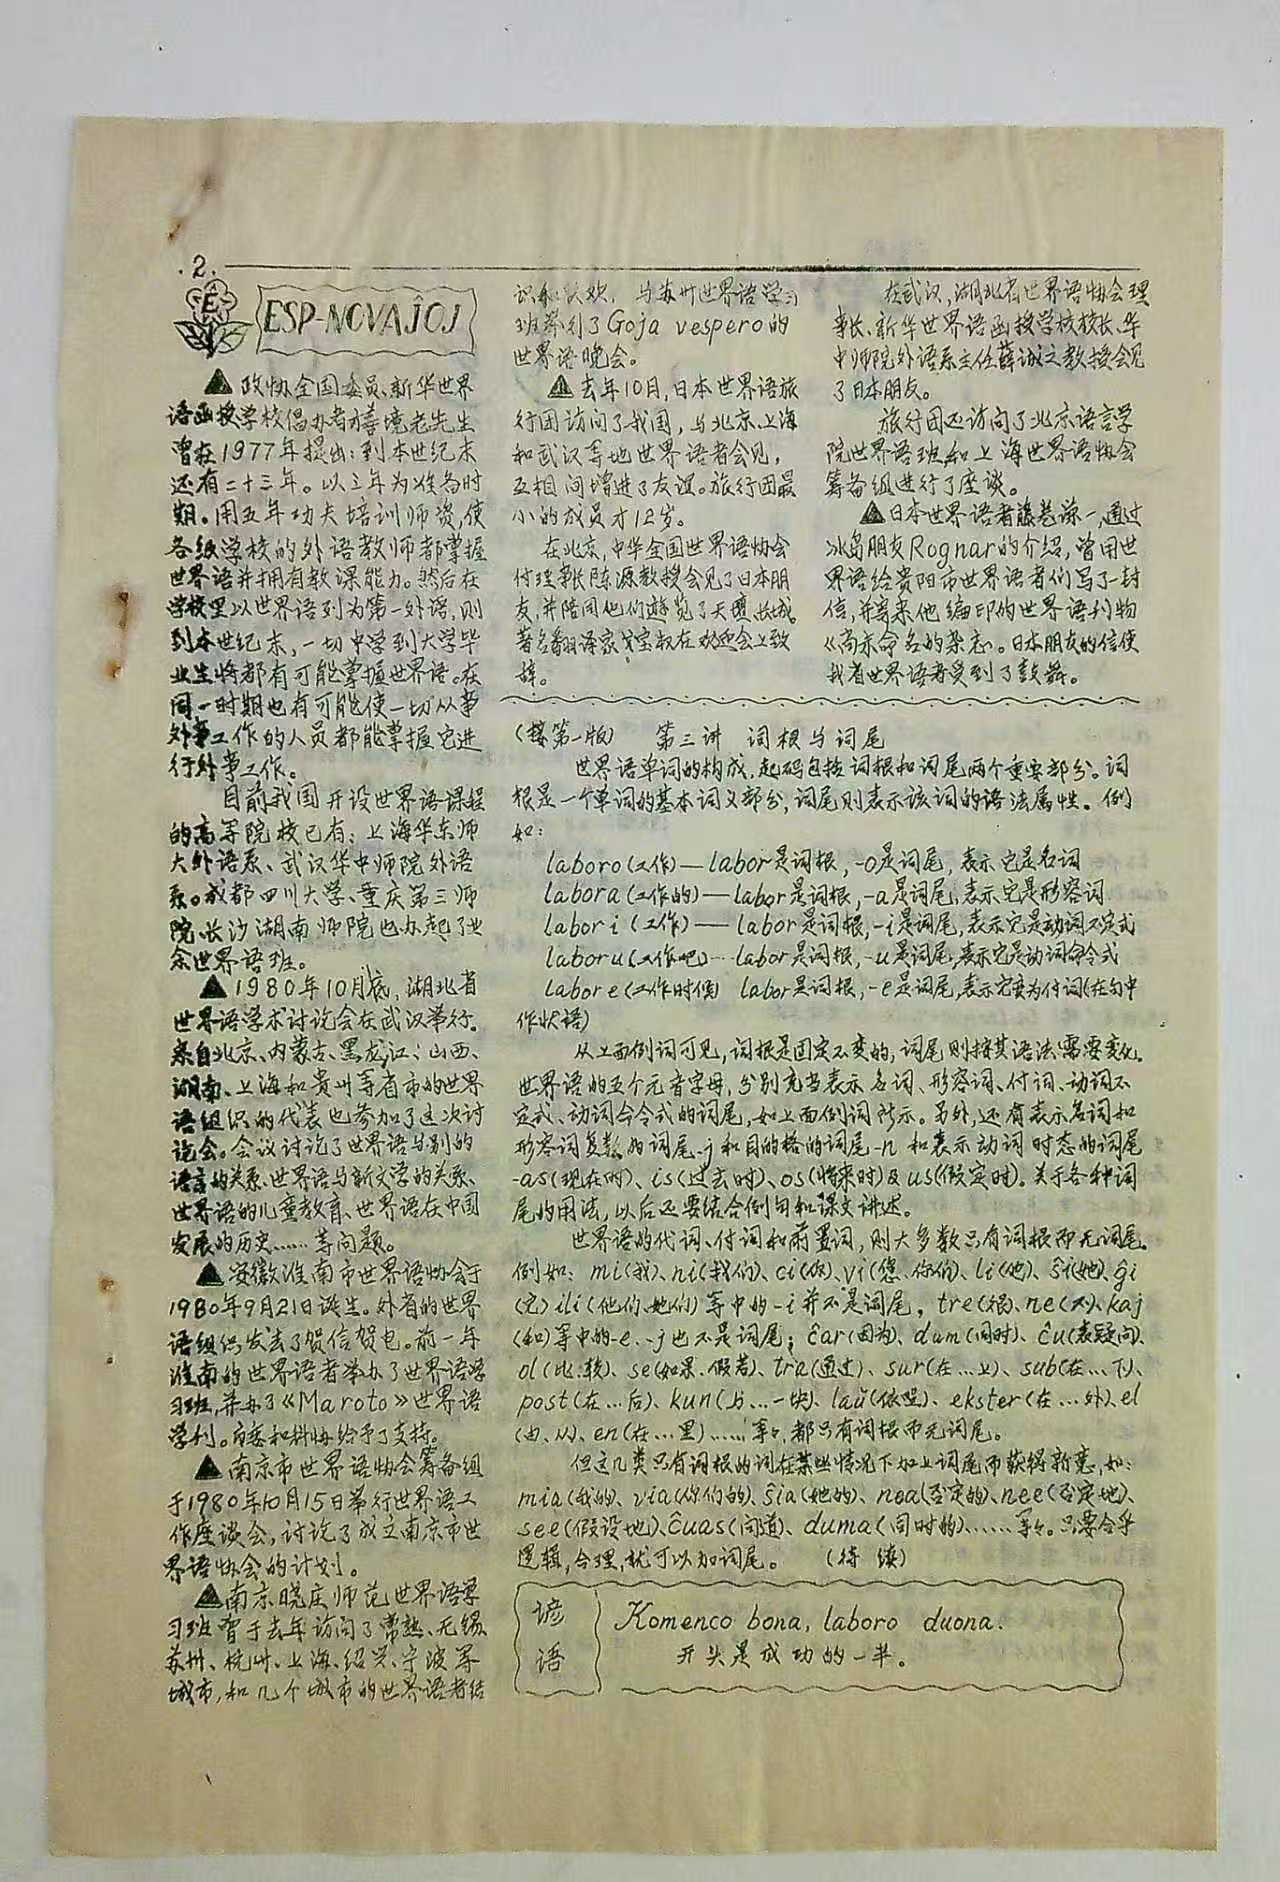 .2.
E
ESP-NOVAĴOJ
▲政协全国委员、新华世界
语函授学校倡办者方善境老先生
曾在1977年提出：到本世纪末
还有二十三年。以三年为准备时
期。用五年功夫培训师资，使
各级学校的外语教师都掌握
世界语并拥有教课能力。然后在
学校里以世界语列为第一外语，则
到本世纪末，一切中学到大学毕
业生将都有可能掌握世界语。在
同一时期也有可能使一切从事
外事工作的人员都能掌握它进
行外事工作。
目前我国开设世界语课程
的高等院校已有：上海华东师
大外语系、武汉华中师院外语
系。成都四川大学、重庆第三师
院、长沙湖南师院也办起了业
余世界语班。
▲1980年10月底，湖北省
世界语学术讨论会在武汉举行。
来自北京、内蒙古、黑龙江、山西、
湖南、上海和贵州等省市的世界
语组织的代表也参加了这次讨
论会。会议讨论了世界语与别的
语言的关系、世界语与新文学的关系、
世界语的儿童教育、世界语在中国
发展的历史……等问题。
▲安徽淮南市世界语协会于
1980年9月21日诞生。外省的世界
语组织发去了贺信贺电。前一年
淮南的世界语者举办了世界语学
习班，并办了《Maroto》世界语
学刊。市委和科协给予了支持。
▲南京市世界语协会筹备组
于1980年10月15日举行世界语工
作座谈会，讨论了成立南京市世
界语协会的计划。
▲南京晓庄师范世界语学
习班曾于去年访问了常熟、无锡、
苏州、杭州、上海、绍兴、宁波等
城市，和几个城市的世界语者结
识和联欢，与苏州世界语学习
班举行了Goja vespero的
世界语晚会。
▲去年10月，日本世界语旅
行团访问了我国，与北京、上海
和武汉等地世界语者会见，
互相间增进了友谊。旅行团最
小的成员才12岁。
在北京，中华全国世界语协会
付理事长陈源教授会见了日本朋
友，并陪同他们游览了天坛、长城。
著名翻译家戈宝权在欢迎会上致
辞。
在武汉，湖北省世界语协会理
事长、新华世界语函授学校校长、华
中师院外语系主任薛诚之教授会见
了日本朋友。
旅行团还访问了北京语言学
院世界语班，和上海世界语协会
筹备组进行了座谈。
▲日本世界语者藤巻谦一，通过
冰岛朋友Rognar的介绍，曾用世
界语给贵阳市世界语者们写了一封
信，并寄来他编印的世界语刊物
《尚未命名的杂志》。日本朋友的信使
我省世界语者受到了鼓舞。
（接第一版） 第三讲 词根与词尾
世界语单词的构成，起码包括词根和词尾两个重要部分。词
根是一个单词的基本词义部分，词尾则表示该词的语法属性。例
如：
laboro（工作）—labor是词根，-o是词尾，表示它是名词
labora（工作的）—labor是词根，-a是词尾，表示它是形容词
labori（工作）—labor是词根，-i是词尾，表示它是动词不定式
laboru（工作吧）…labor是词根，-u是词尾，表示它是动词命令式
labore（工作时候） labor是词根，-e是词尾，表示它变为付词（在句中
作状语）
从上面例词可见，词根是固定不变的，词尾则按其语法需要变化。
世界语的五个元音字母，分别充当表示名词、形容词、付词、动词不
定式、动词命令式的词尾，如上面例词所示。另外，还有表示名词和
形容词复数的词尾-j和目的格的词尾-n 和表示动词时态的词尾
-as（现在时）、is（过去时）、os（将来时）&us（假定时）。关于各种词
尾的用法，以后还要结合例句和课文讲述。
世界语的代词、付词和前置词，则大多数只有词根而无词尾。
例如：mi（我）、ni（我们）、ci（你）、vi（您、你们）、li（他）、ŝi（她）、ĝi
（它）ili（他们、她们）等中的-i并不是词尾，tre（很）、ne（不）、kaj
（和）等中的-e、-j也不是词尾；ĉar（因为）、dum（同时）、ĉu（表疑问）、
ol（比、较）、se（如果、假若）、tra（通过）、sur（在…上）、sub（在…下）、
post（在…后）、kun（与…一块）、laŭ（依照）、ekster（在…外）、el
（由、从）、en（在…里）……等等，都只有词根而无词尾。
但这几类只有词根的词在某些情况下加上词尾而获得新意，如：
mia（我的）、via（你们的）、ŝia（她的）、nea（否定的）、nee（否定地）、
see（假设地）、ĉuas（问道）、duma（同时的）、……等等。只要合乎
逻辑，合理，就可以加词尾。 （待续）
谚语
Komenco bona, laboro duona.
开头是成功的一半。